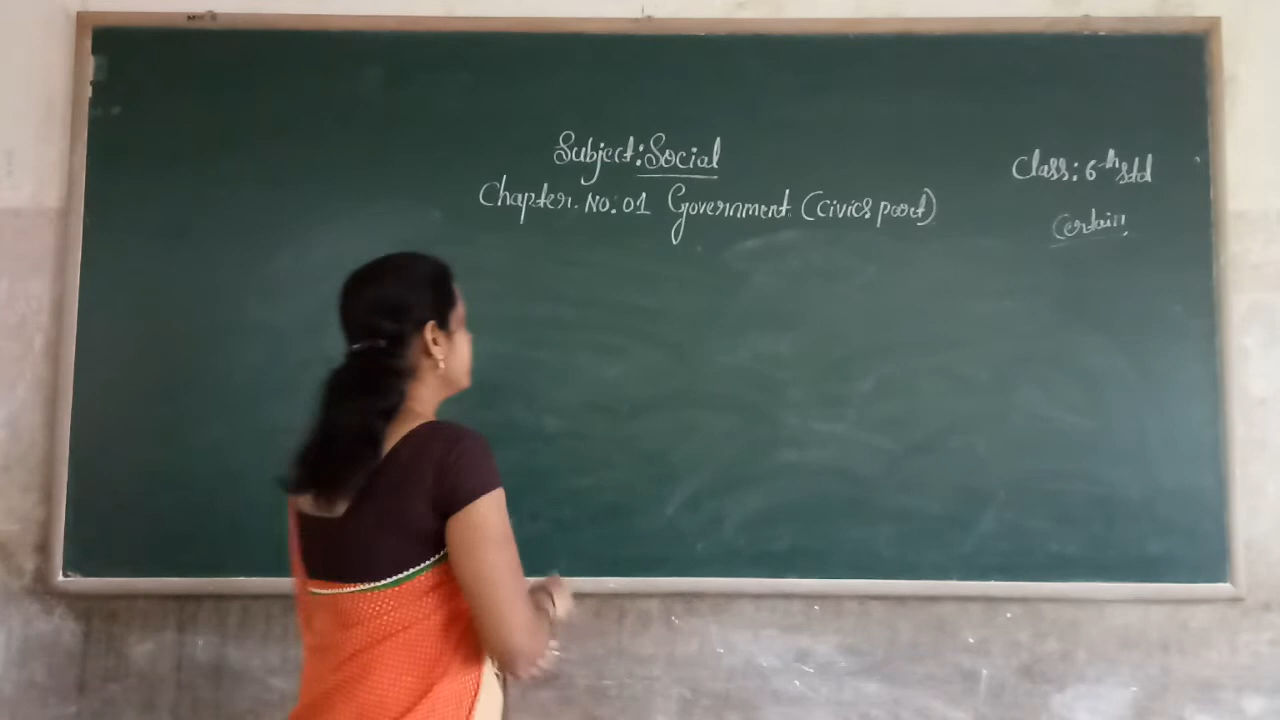 Subject: Social
Class: 6th std
Chapter. No: 01 Government. (Civics part)
Certain